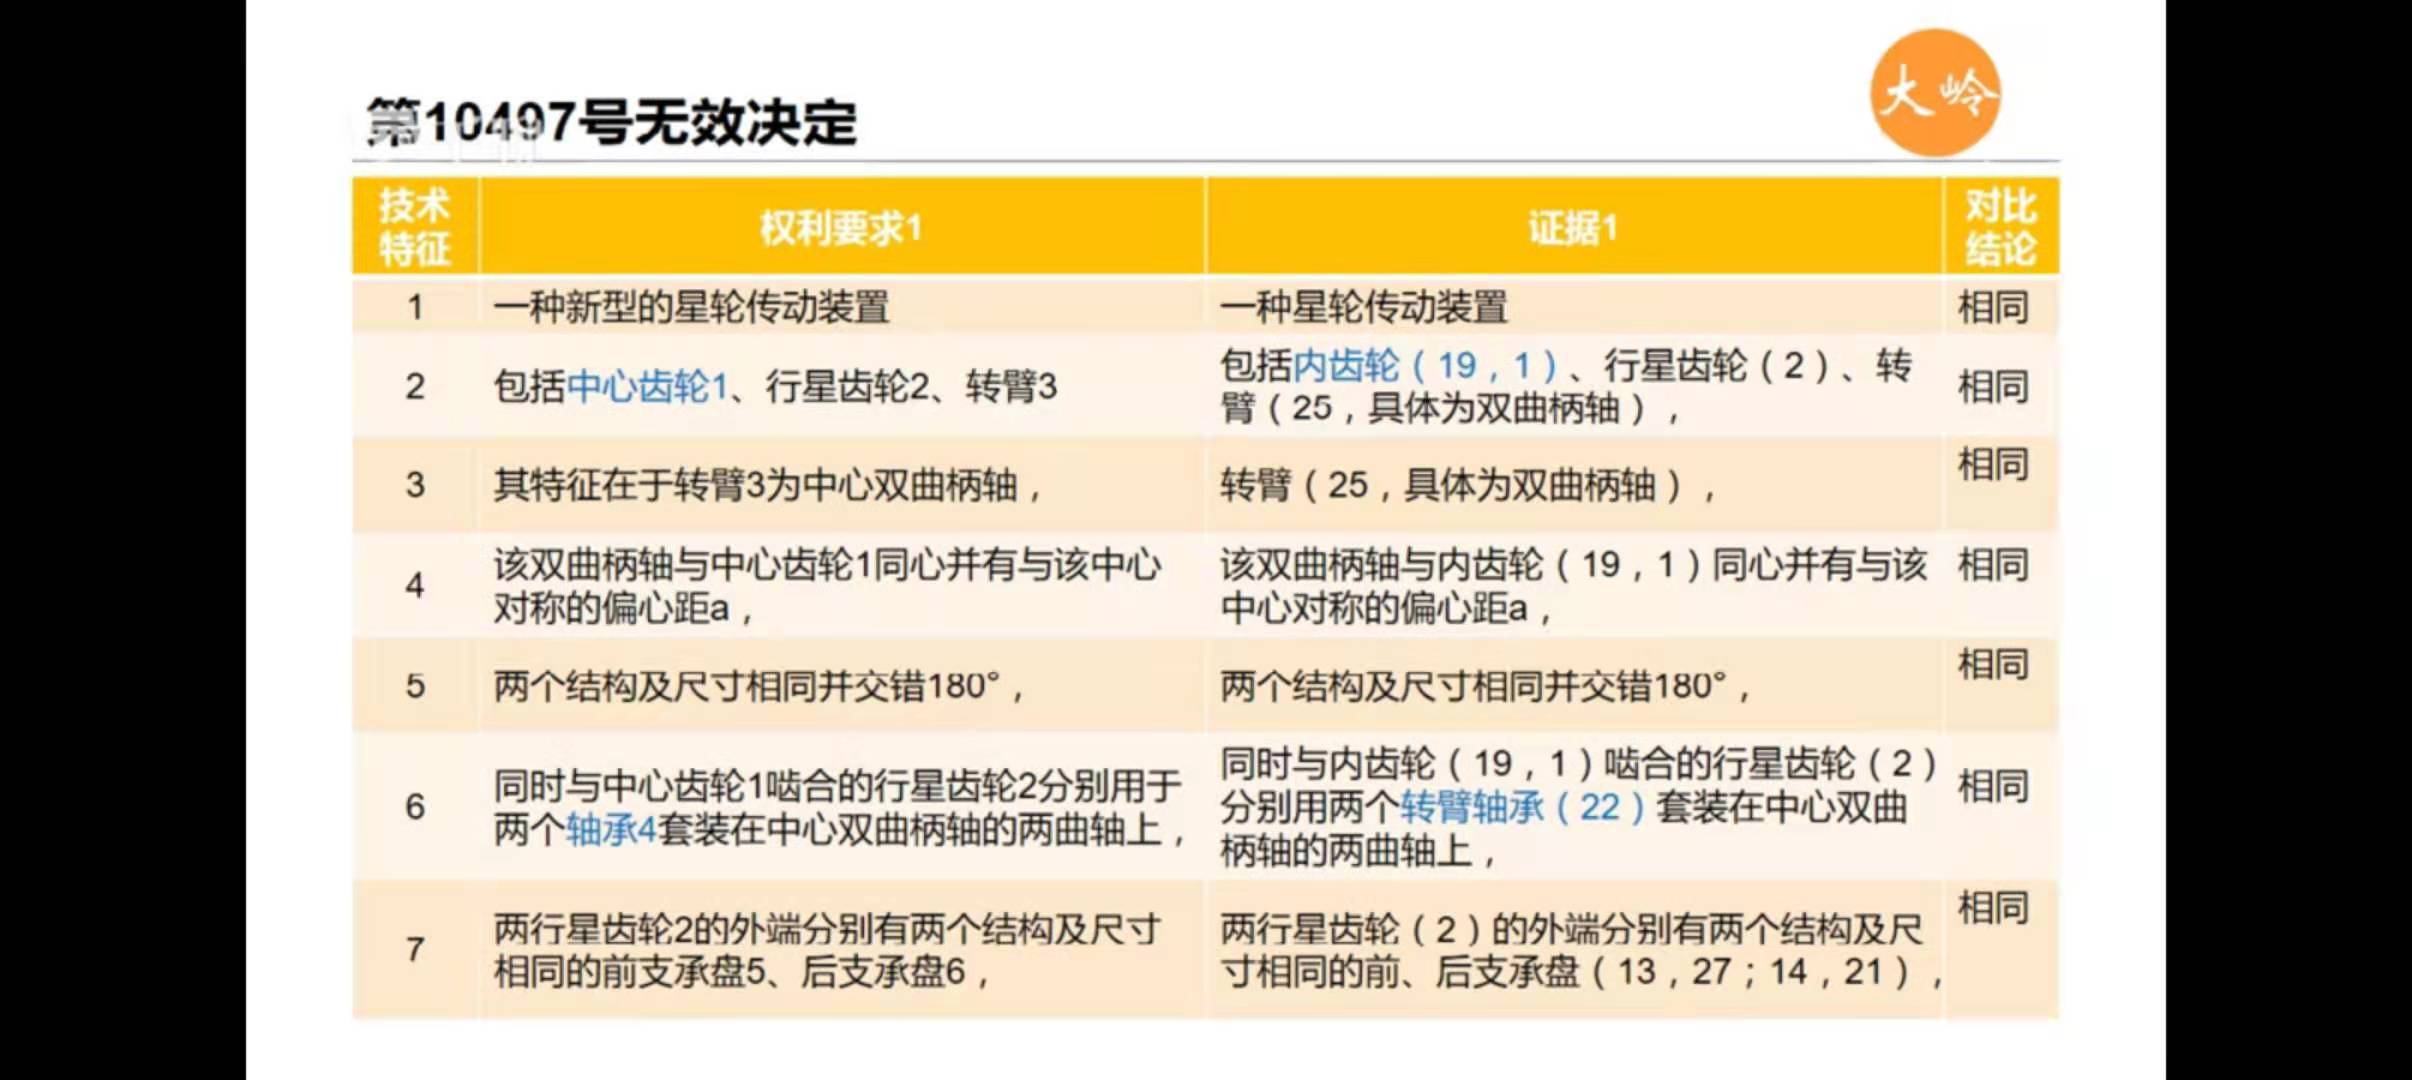 大岭
第10497号无效决定
技术
特征
权利要求1
证据1
对比
结论
1
一种新型的星轮传动装置
一种星轮传动装置
相同
2
包括中心齿轮1、行星齿轮2、转臂3
包括内齿轮（19，1）、行星齿轮（2）、转
臂（25，具体为双曲柄轴），
相同
3
其特征在于转臂3为中心双曲柄轴，
转臂（25，具体为双曲柄轴），
相同
4
该双曲柄轴与中心齿轮1同心并有与该中心
对称的偏心距a，
该双曲柄轴与内齿轮（19，1）同心并有与该
中心对称的偏心距a，
相同
5
两个结构及尺寸相同并交错180°，
两个结构及尺寸相同并交错180°，
相同
6
同时与中心齿轮1啮合的行星齿轮2分别用于
两个轴承4套装在中心双曲柄轴的两曲轴上，
同时与内齿轮（19，1）啮合的行星齿轮（2）
分别用两个转臂轴承（22）套装在中心双曲
柄轴的两曲轴上，
相同
7
两行星齿轮2的外端分别有两个结构及尺寸
相同的前支承盘5、后支承盘6，
两行星齿轮（2）的外端分别有两个结构及尺
寸相同的前、后支承盘（13，27；14，21），
相同